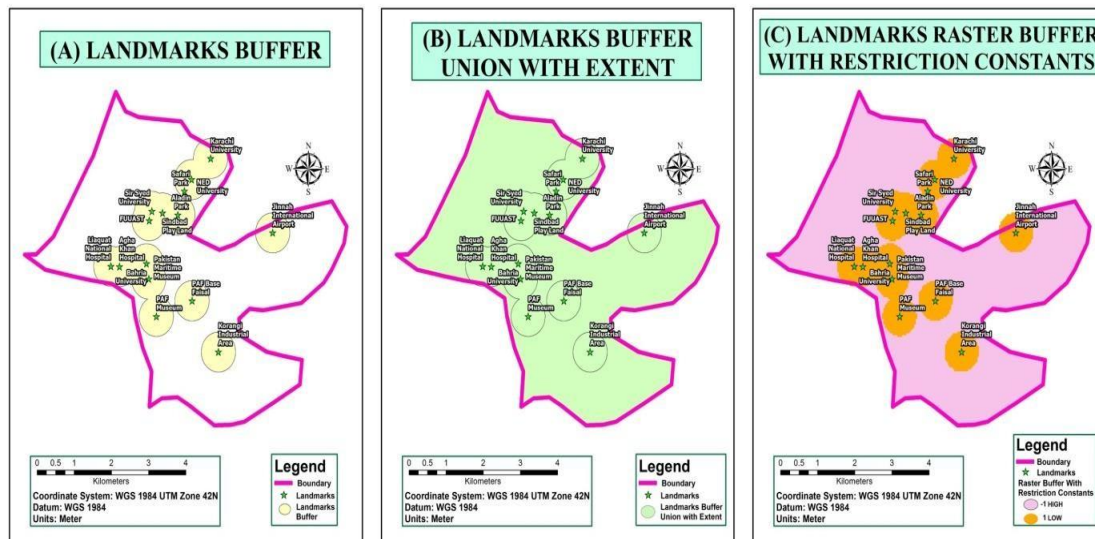 (A) LANDMARKS BUFFER
Karachi
University
Safari
Park
NED
University
Sir-Syed
University
Aladin
Park
FUUAST
Sindbad
Play Land
Jinnah
International
Airport
Liaquat
National
Hospital
Agha
Khan
Hospital
Pakistan
Maritime
Museum
Bahria
University
PAF Base
Faisal
PAF
Museum
Korangi
Industrial
Area
N
W E
S
0 0.5 1 2 3 4
Kilometers
Coordinate System: WGS 1984 UTM Zone 42N
Datum: WGS 1984
Units: Meter
Legend
Boundary
Landmarks
Landmarks
Buffer
(B) LANDMARKS BUFFER
UNION WITH EXTENT
Karachi
University
Safari
Park
NED
University
Sir-Syed
University
Aladin
Park
FUUAST
Sindbad
Play Land
Jinnah
International
Airport
Liaquat
National
Hospital
Agha
Khan
Hospital
Pakistan
Maritime
Museum
Bahria
University
PAF Base
Faisal
PAF
Museum
Korangi
Industrial
Area
N
W E
S
0 0.5 1 2 3 4
Kilometers
Coordinate System: WGS 1984 UTM Zone 42N
Datum: WGS 1984
Units: Meter
Legend
Boundary
Landmarks
Landmarks Buffer
Union with Extent
(C) LANDMARKS RASTER BUFFER
WITH RESTRICTION CONSTANTS
Karachi
University
Safari
Park
NED
University
Sir-Syed
University
Aladin
Park
FUUAST
Sindbad
Play Land
Jinnah
International
Airport
Liaquat
National
Hospital
Agha
Khan
Hospital
Pakistan
Maritime
Museum
Bahria
University
PAF Base
Faisal
PAF
Museum
Korangi
Industrial
Area
N
W E
S
0 0.5 1 2 3 4
Kilometers
Coordinate System: WGS 1984 UTM Zone 42N
Datum: WGS 1984
Units: Meter
Legend
Boundary
Landmarks
Raster Buffer With
Restriction Constants
-1 HIGH
1 LOW